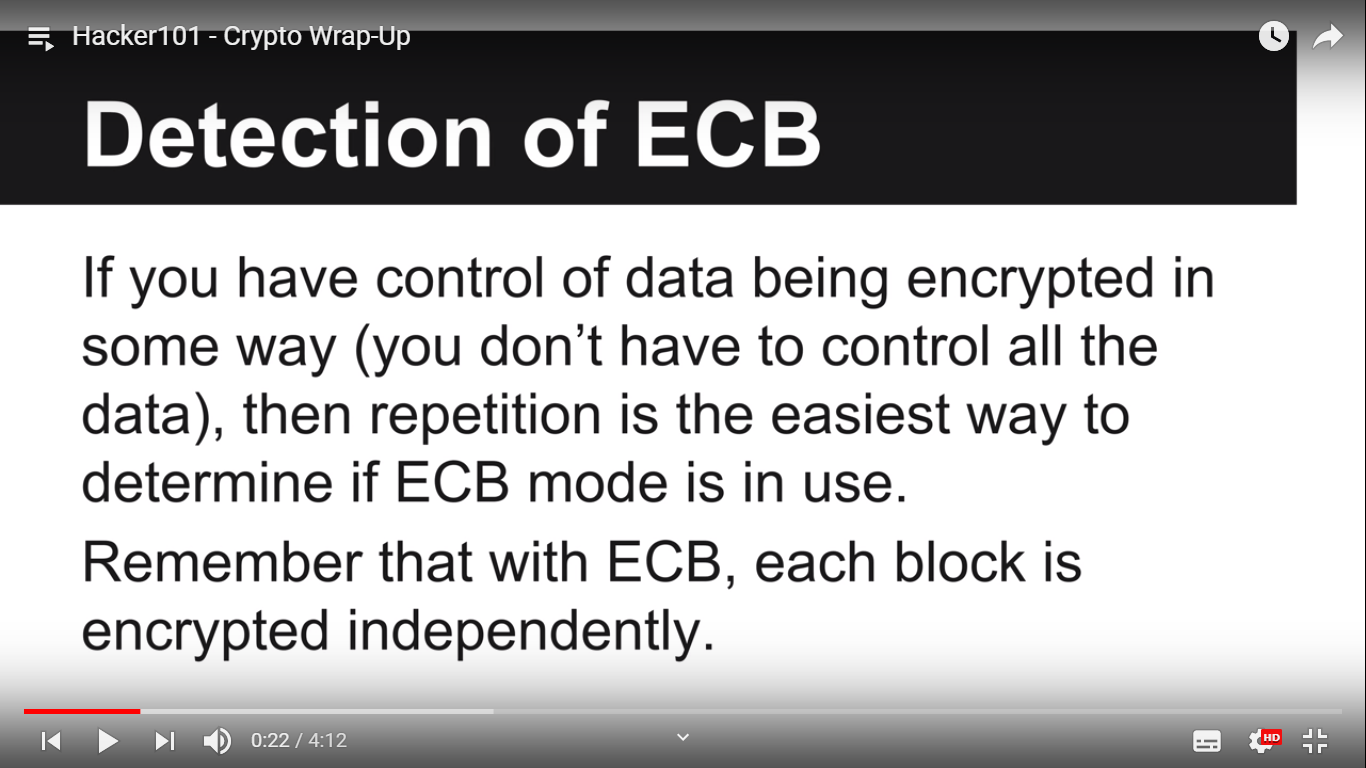 Hacker101 - Crypto Wrap-Up
Detection of ECB
If you have control of data being encrypted in
some way (you don’t have to control all the
data), then repetition is the easiest way to
determine if ECB mode is in use.
Remember that with ECB, each block is
encrypted independently.
0:22 / 4:12
HD